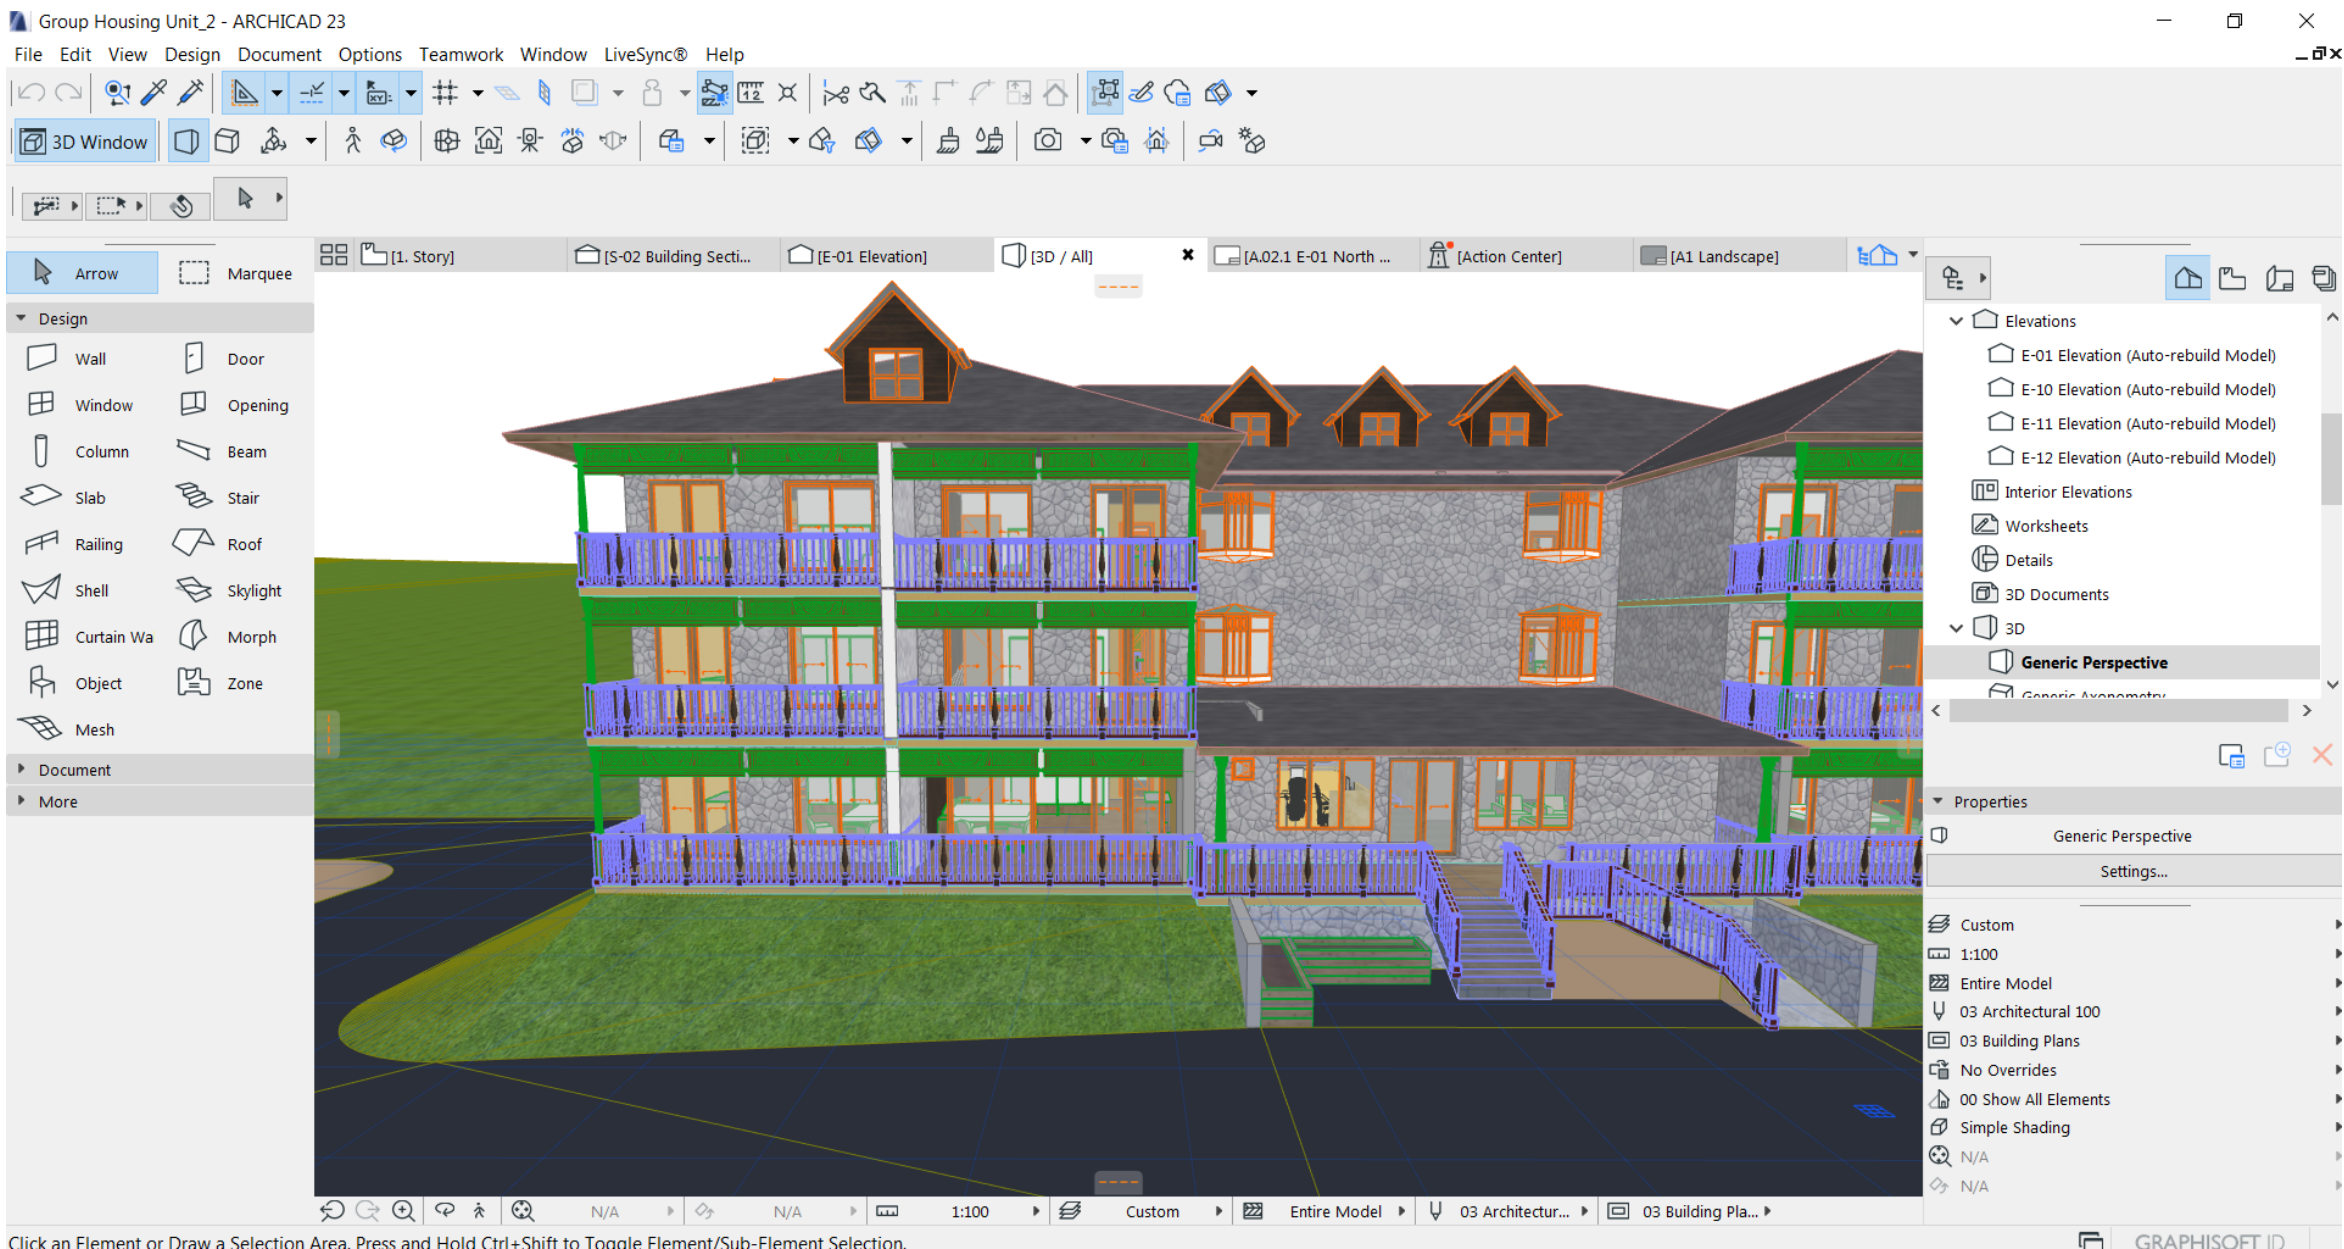 Group Housing Unit_2 - ARCHICAD 23
File Edit View Design Document Options Teamwork Window LiveSync® Help
3D Window
[1. Story] [S-02 Building Secti... [E-01 Elevation] [3D / All] [A.02.1 E-01 North ... [Action Center] [A1 Landscape]
Arrow Marquee
Design
Wall Door
Window Opening
Column Beam
Slab Stair
Railing Roof
Shell Skylight
Curtain Wa Morph
Object Zone
Mesh
Document
More
Elevations
E-01 Elevation (Auto-rebuild Model)
E-10 Elevation (Auto-rebuild Model)
E-11 Elevation (Auto-rebuild Model)
E-12 Elevation (Auto-rebuild Model)
Interior Elevations
Worksheets
Details
3D Documents
3D
Generic Perspective
Generic Axonometry
Properties
Generic Perspective
Settings...
Custom
1:100
Entire Model
03 Architectural 100
03 Building Plans
No Overrides
00 Show All Elements
Simple Shading
N/A
N/A
N/A N/A 1:100 Custom Entire Model 03 Architectur... 03 Building Pla...
Click an Element or Draw a Selection Area. Press and Hold Ctrl+Shift to Toggle Element/Sub-Element Selection.
GRAPHISOFT ID